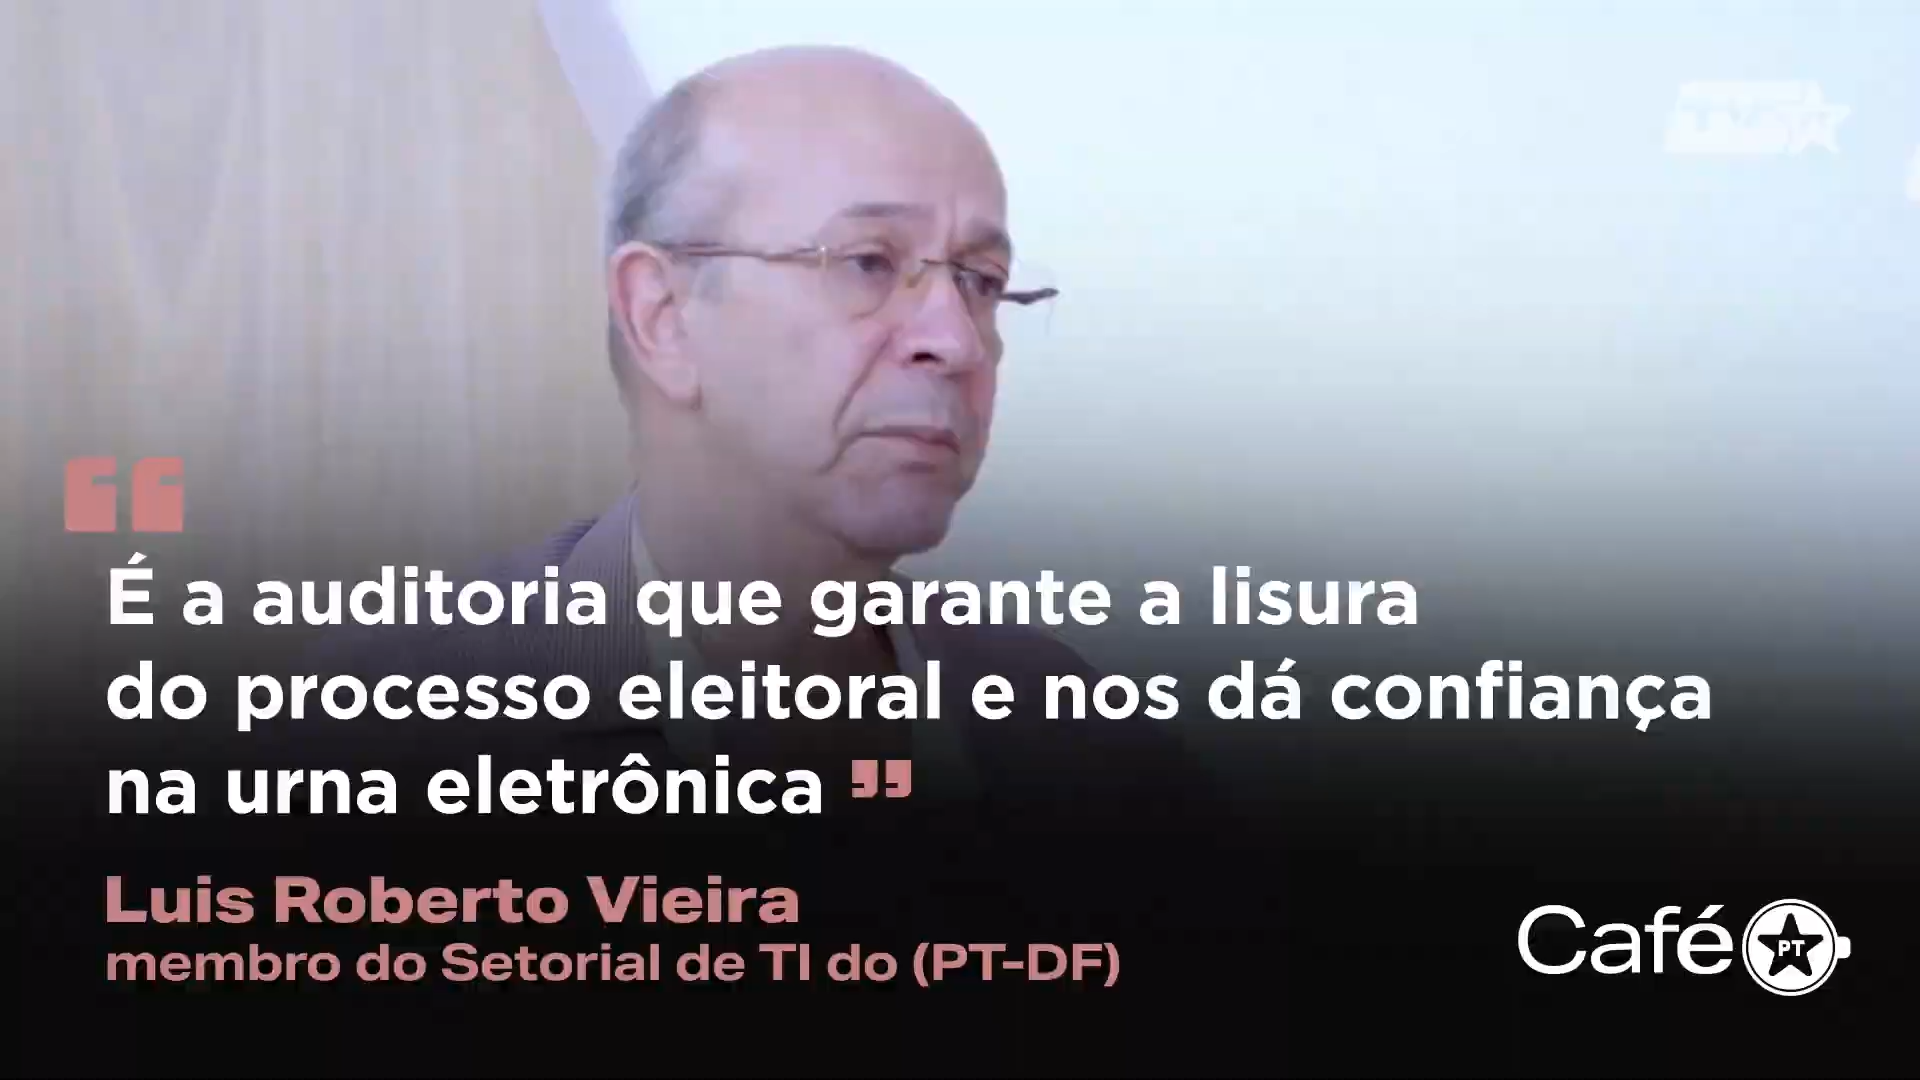 É a auditoria que garante a lisura
do processo eleitoral e nos dá confiança
na urna eletrônica
Luis Roberto Vieira
membro do Setorial de TI do (PT-DF)
Café PT